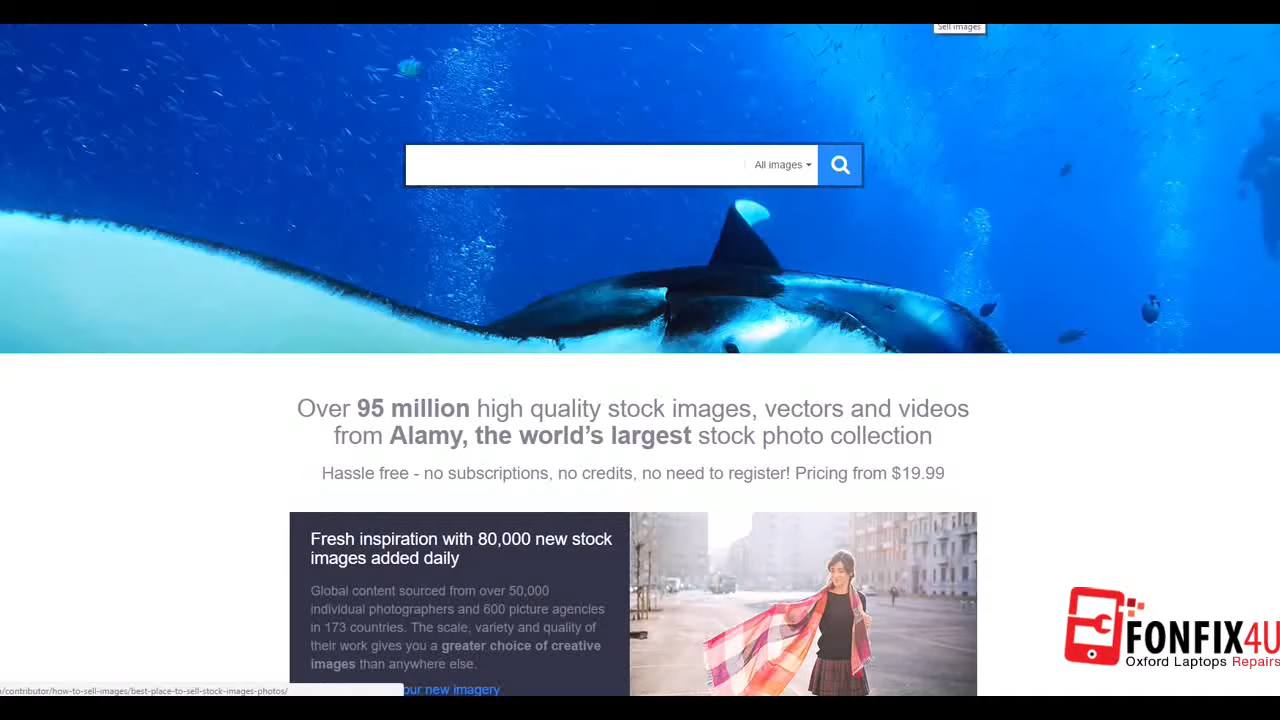 Sell images
All images
Over 95 million high quality stock images, vectors and videos
from Alamy, the world's largest stock photo collection
Hassle free - no subscriptions, no credits, no need to register! Pricing from $19.99
Fresh inspiration with 80,000 new stock
images added daily
Global content sourced from over 50,000
individual photographers and 600 picture agencies
in 173 countries. The scale, variety and quality of
their work gives you a greater choice of creative
images than anywhere else.
our new imagery
/contributor/how-to-sell-images/best-place-to-sell-stock-images-photos/
FONFIX4U
Oxford Laptops Repairs